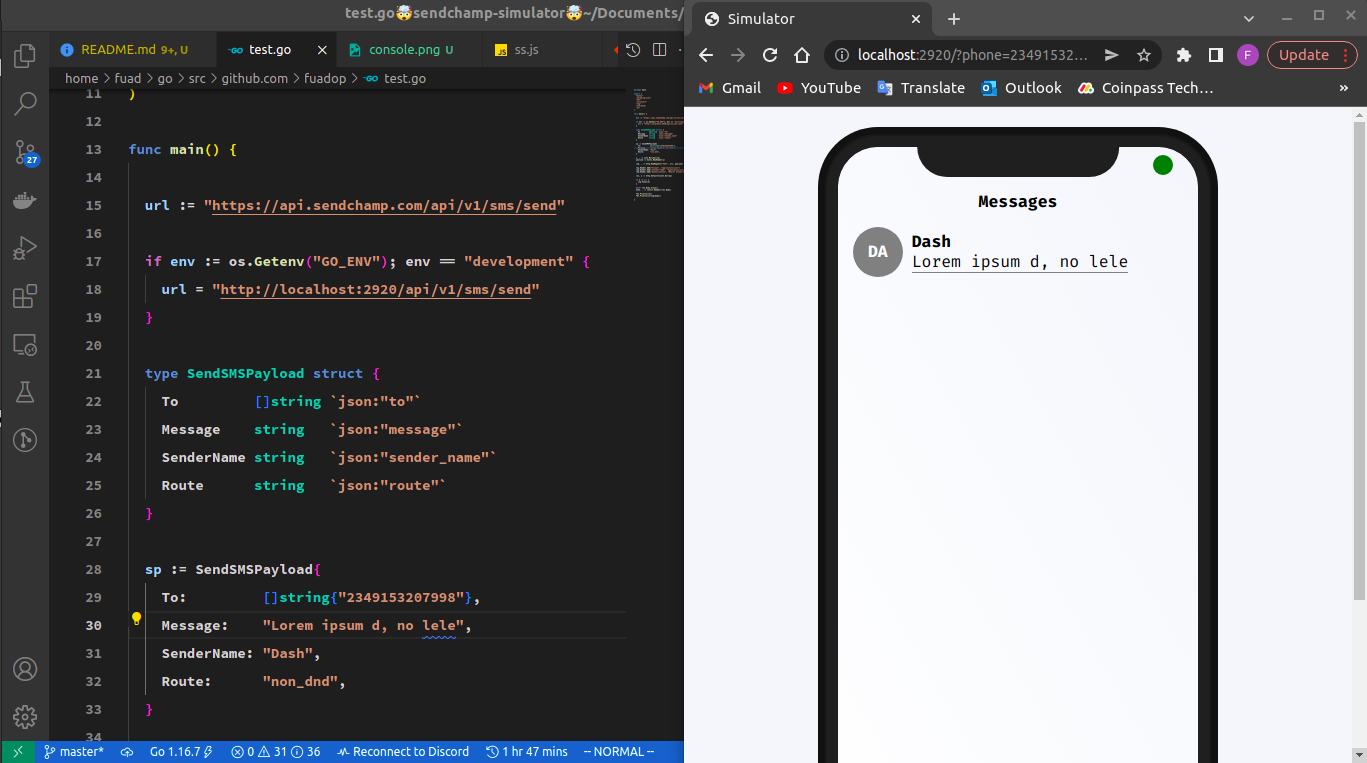 test.go🤯sendchamp-simulator🤯~/Documents/
README.md 9+, U
test.go
console.png U
ss.js
home > fuad > go > src > github.com > fuadop > test.go
11 )
12
13 func main() {
14
15 url := "https://api.sendchamp.com/api/v1/sms/send"
16
17 if env := os.Getenv("GO_ENV"); env == "development" {
18 url = "http://localhost:2920/api/v1/sms/send"
19 }
20
21 type SendSMSPayload struct {
22 To []string `json:"to"`
23 Message string `json:"message"`
24 SenderName string `json:"sender_name"`
25 Route string `json:"route"`
26 }
27
28 sp := SendSMSPayload{
29 To: []string{"2349153207998"},
30 Message: "Lorem ipsum d, no lele",
31 SenderName: "Dash",
32 Route: "non_dnd",
33 }
34
27
master*
Go 1.16.7
0 31 36
Reconnect to Discord
1 hr 47 mins
-- NORMAL --
Simulator
localhost:2920/?phone=23491532...
F
Update
Gmail
YouTube
Translate
Outlook
Coinpass Tech...
»
Messages
DA
Dash
Lorem ipsum d, no lele